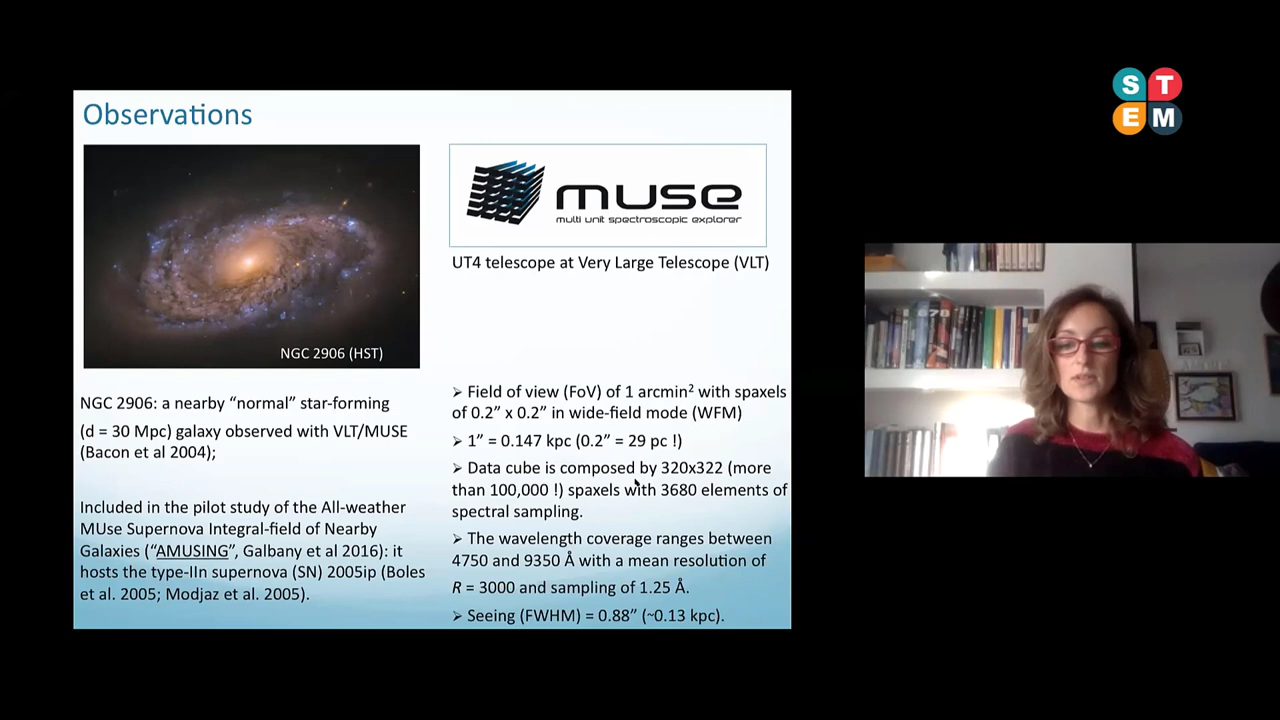 Observations
NGC 2906 (HST)
NGC 2906: a nearby “normal” star-forming
(d = 30 Mpc) galaxy observed with VLT/MUSE
(Bacon et al 2004);
Included in the pilot study of the All-weather
MUse Supernova Integral-field of Nearby
Galaxies (“AMUSING”, Galbany et al 2016): it
hosts the type-IIn supernova (SN) 2005ip (Boles
et al. 2005; Modjaz et al. 2005).
muse
multi unit spectroscopic explorer
UT4 telescope at Very Large Telescope (VLT)
➢ Field of view (FoV) of 1 arcmin² with spaxels
of 0.2” x 0.2” in wide-field mode (WFM)
➢ 1” = 0.147 kpc (0.2” = 29 pc !)
➢ Data cube is composed by 320x322 (more
than 100,000 !) spaxels with 3680 elements of
spectral sampling.
➢ The wavelength coverage ranges between
4750 and 9350 Å with a mean resolution of
R = 3000 and sampling of 1.25 Å.
➢ Seeing (FWHM) = 0.88” (~0.13 kpc).
S T
E M